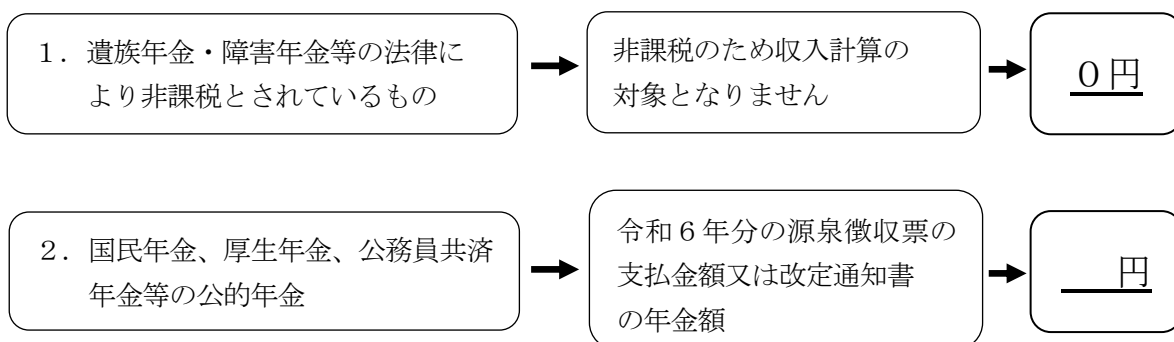 １．遺族年金・障害年金等の法律に
より非課税とされているもの
非課税のため収入計算の
対象となりません
０円
２．国民年金、厚生年金、公務員共済
年金等の公的年金
令和６年分の源泉徴収票の
支払金額又は改定通知書
の年金額
円